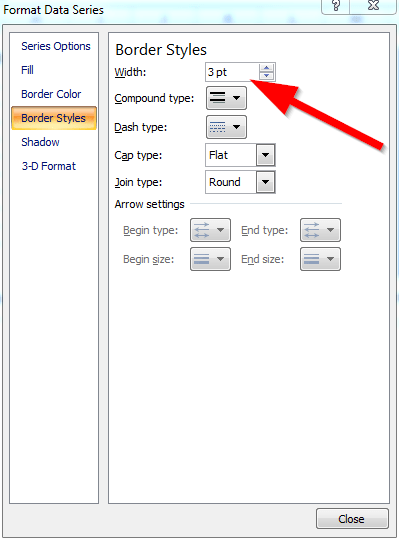 Format Data Series
Series Options
Fill
Border Color
Border Styles
Shadow
3-D Format
Border Styles
Width: 3 pt
Compound type:
Dash type:
Cap type: Flat
Join type: Round
Arrow settings
Begin type: End type:
Begin size: End size:
Close